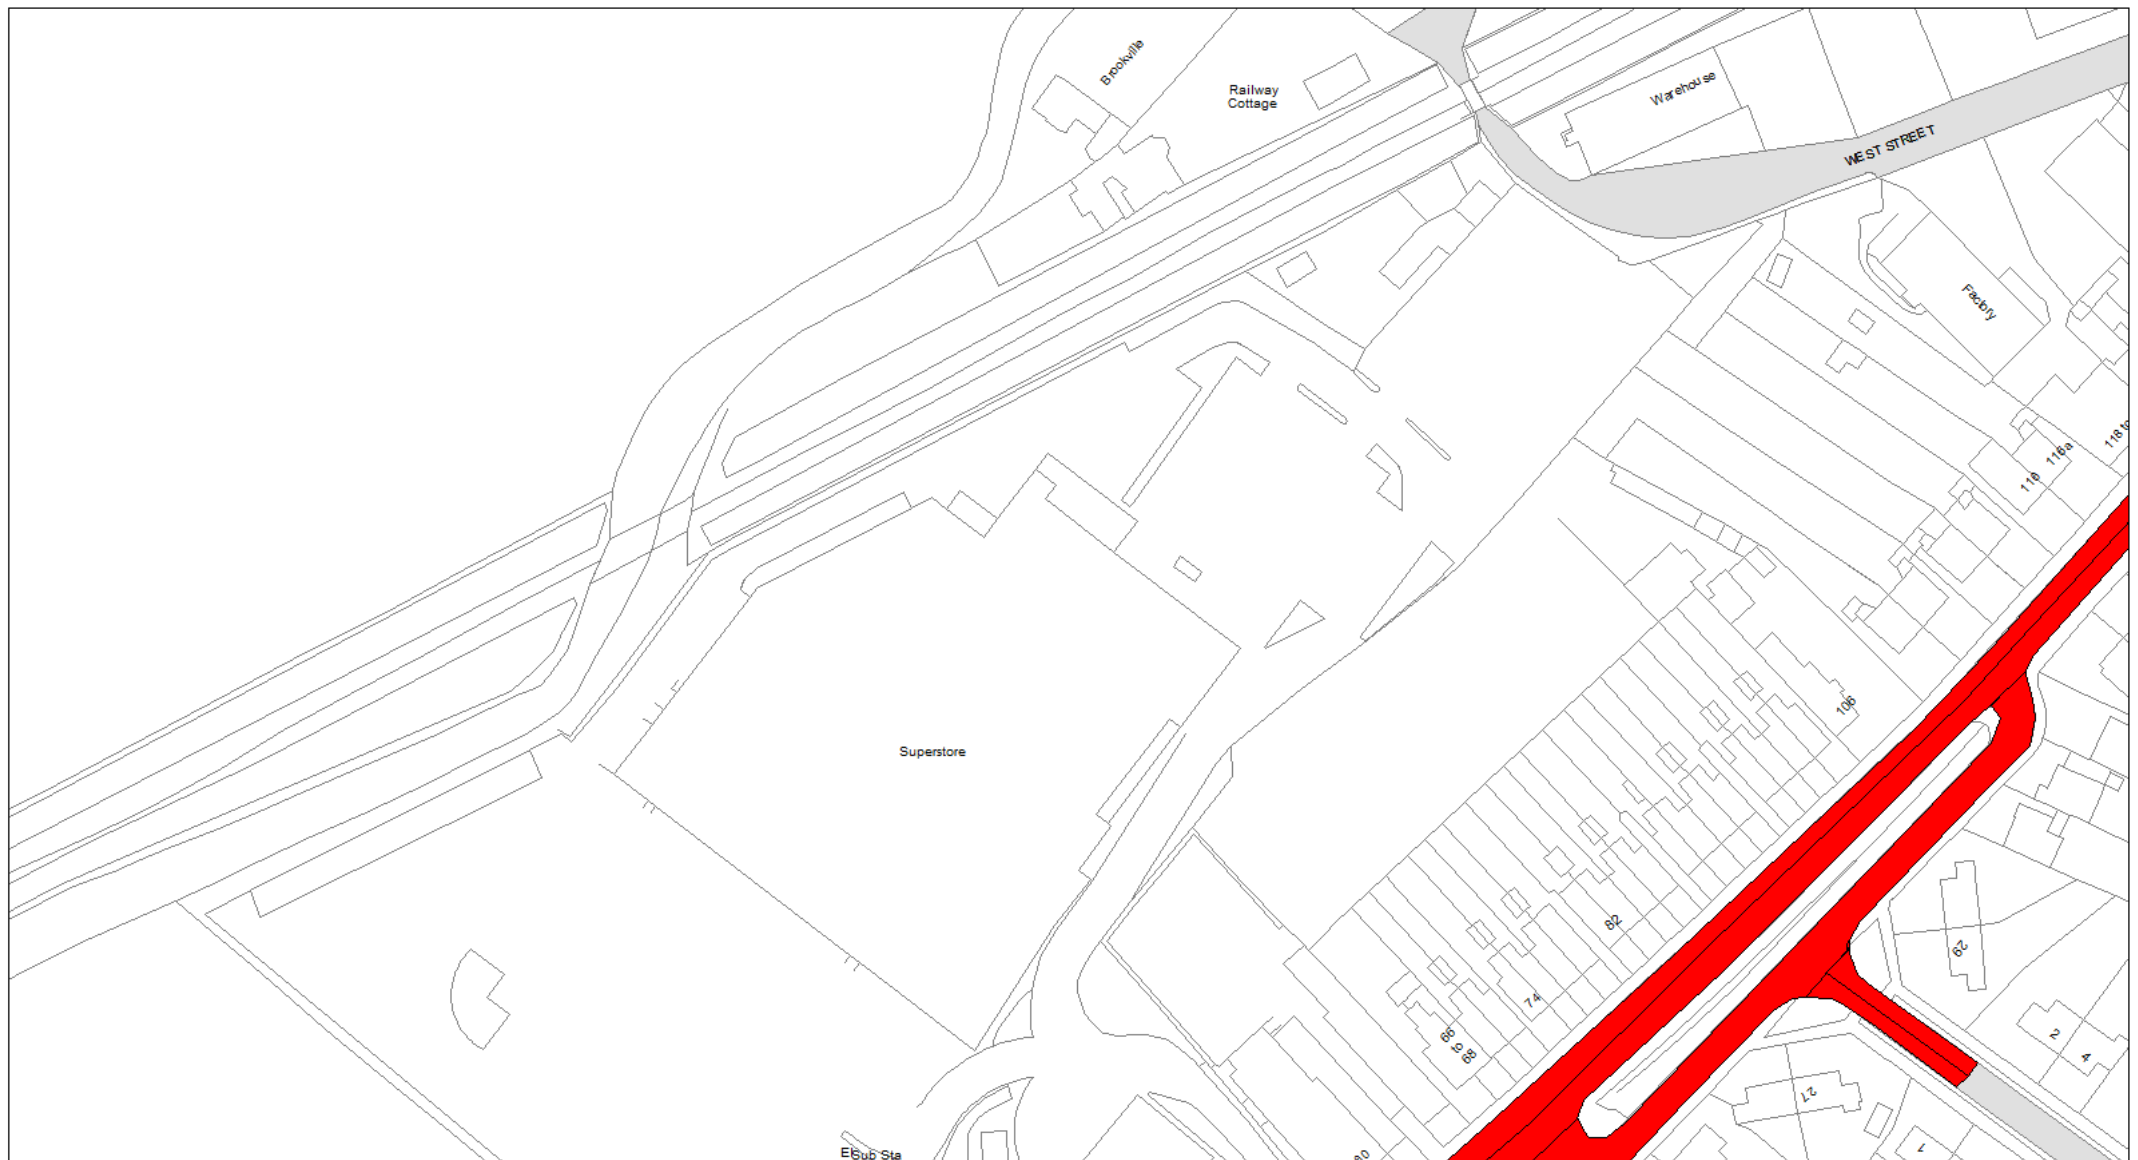 Brookville
Railway
Cottage
Warehouse
WEST STREET
Factory
118 to
116a
116
106
Superstore
82
29
74
66
to
68
2
4
27
1
El Sub Sta